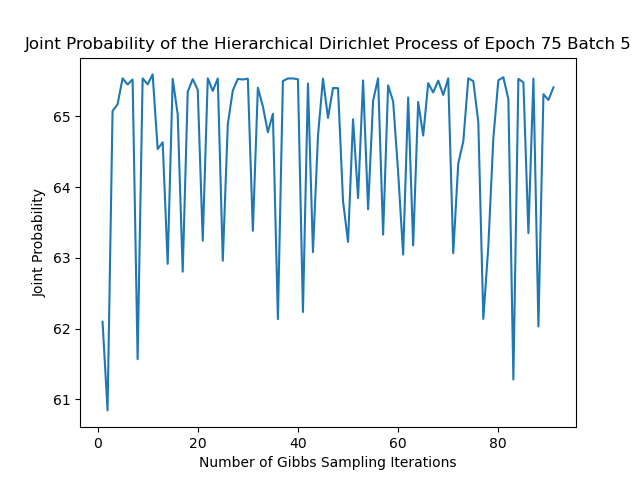 Joint Probability of the Hierarchical Dirichlet Process of Epoch 75 Batch 5
65
64
63
62
61
Joint Probability
0 20 40 60 80
Number of Gibbs Sampling Iterations